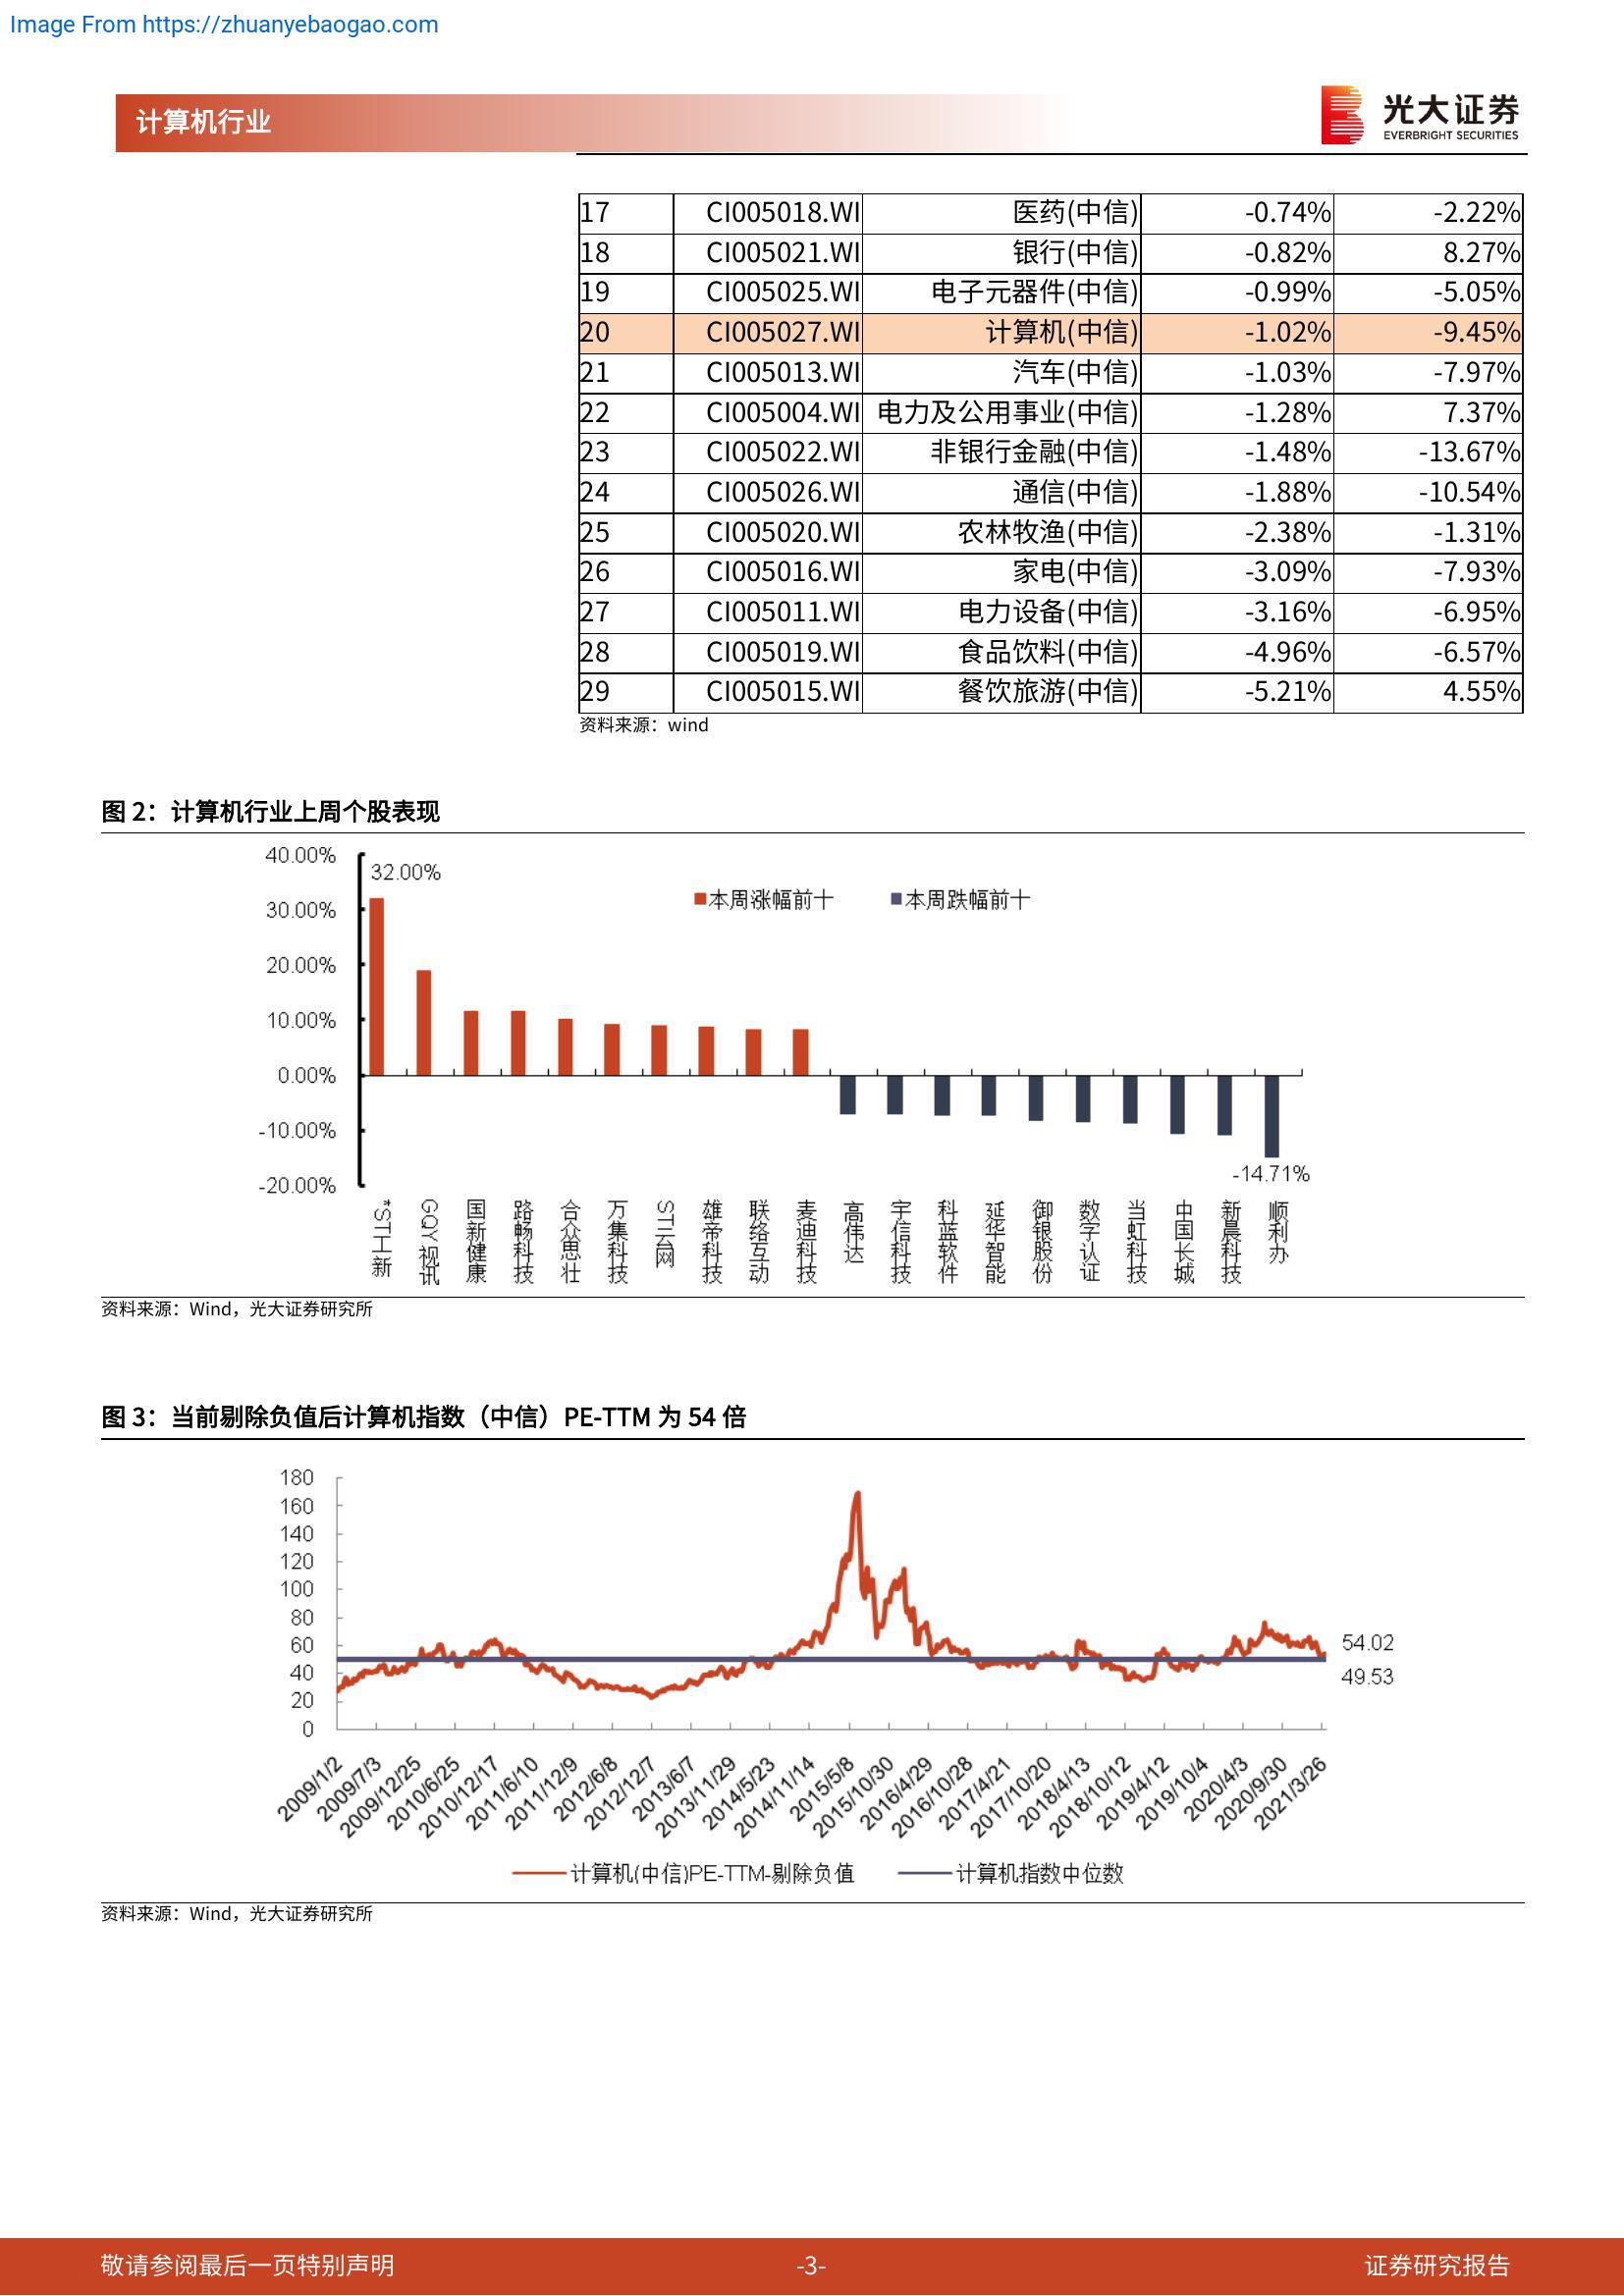 Image From https://zhuanyebaogao.com
计算机行业
光大证券
EVERBRIGHT SECURITIES
17 CI005018.WI 医药(中信) -0.74% -2.22%
18 CI005021.WI 银行(中信) -0.82% 8.27%
19 CI005025.WI 电子元器件(中信) -0.99% -5.05%
20 CI005027.WI 计算机(中信) -1.02% -9.45%
21 CI005013.WI 汽车(中信) -1.03% -7.97%
22 CI005004.WI 电力及公用事业(中信) -1.28% 7.37%
23 CI005022.WI 非银行金融(中信) -1.48% -13.67%
24 CI005026.WI 通信(中信) -1.88% -10.54%
25 CI005020.WI 农林牧渔(中信) -2.38% -1.31%
26 CI005016.WI 家电(中信) -3.09% -7.93%
27 CI005011.WI 电力设备(中信) -3.16% -6.95%
28 CI005019.WI 食品饮料(中信) -4.96% -6.57%
29 CI005015.WI 餐饮旅游(中信) -5.21% 4.55%
资料来源：wind
图 2：计算机行业上周个股表现
40.00%
30.00%
20.00%
10.00%
0.00%
-10.00%
-20.00%
32.00%
本周涨幅前十 本周跌幅前十
-14.71%
*ST工新
GQY视讯
国新健康
路畅科技
合众思壮
万集科技
ST云网
雄帝科技
联络互动
麦迪科技
高伟达
宇信科技
科蓝软件
延华智能
御银股份
数字认证
当虹科技
中国长城
新晨科技
顺利办
资料来源：Wind，光大证券研究所
图 3：当前剔除负值后计算机指数（中信）PE-TTM 为 54 倍
180
160
140
120
100
80
60
40
20
0
54.02
49.53
2009/1/2
2009/7/3
2009/12/25
2010/6/25
2010/12/17
2011/6/10
2011/12/9
2012/6/8
2012/12/7
2013/6/7
2013/11/29
2014/5/23
2014/11/14
2015/5/8
2015/10/30
2016/4/29
2016/10/28
2017/4/21
2017/10/20
2018/4/13
2018/10/12
2019/4/12
2019/10/4
2020/4/3
2020/9/30
2021/3/26
计算机(中信)PE-TTM-剔除负值 计算机指数中位数
资料来源：Wind，光大证券研究所
敬请参阅最后一页特别声明 -3- 证券研究报告